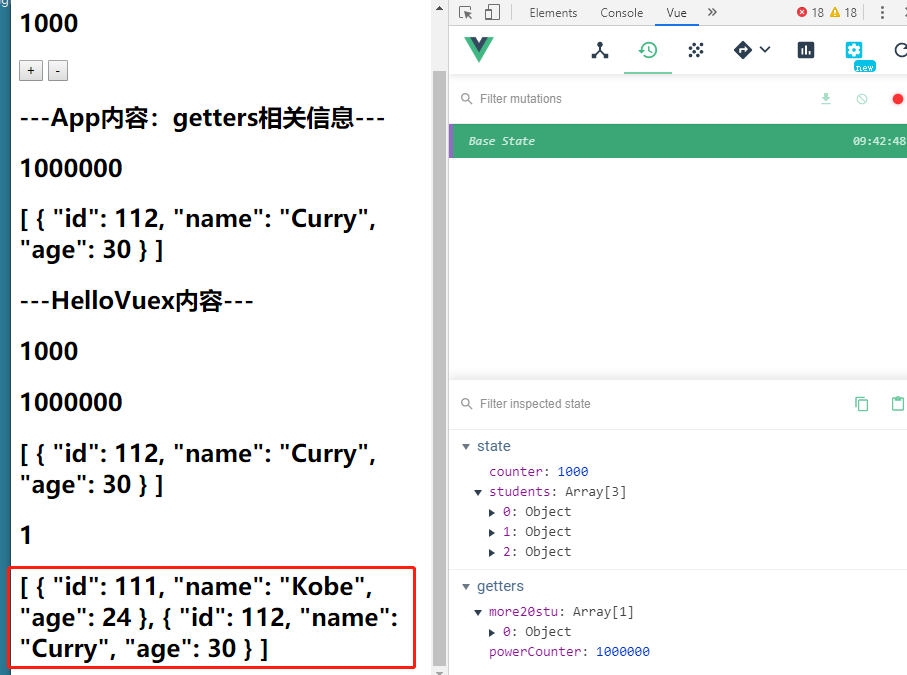 1000
+ -
---App内容：getters相关信息---
1000000
[ { "id": 112, "name": "Curry",
"age": 30 } ]
---HelloVuex内容---
1000
1000000
[ { "id": 112, "name": "Curry",
"age": 30 } ]
1
[ { "id": 111, "name": "Kobe",
"age": 24 }, { "id": 112, "name":
"Curry", "age": 30 } ]
Elements Console Vue » 18 18
new
Filter mutations
Base State 09:42:48
Filter inspected state
state
counter: 1000
students: Array[3]
0: Object
1: Object
2: Object
getters
more20stu: Array[1]
0: Object
powerCounter: 1000000